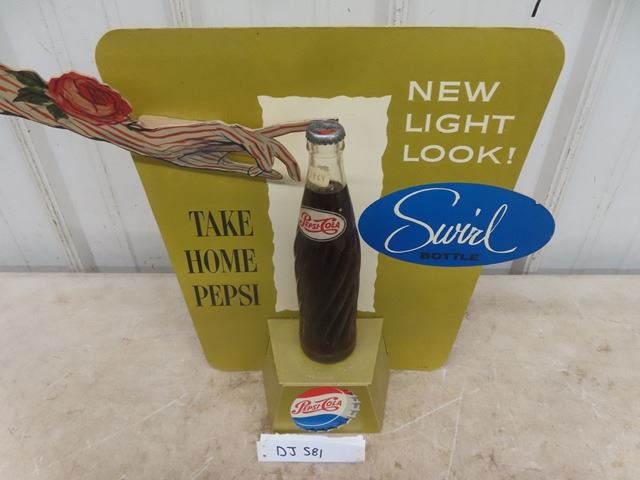 NEW
LIGHT
LOOK!
TAKE
HOME
PEPSI
Swirl
BOTTLE
PEPSI-COLA
PEPSI-COLA
DJ S81